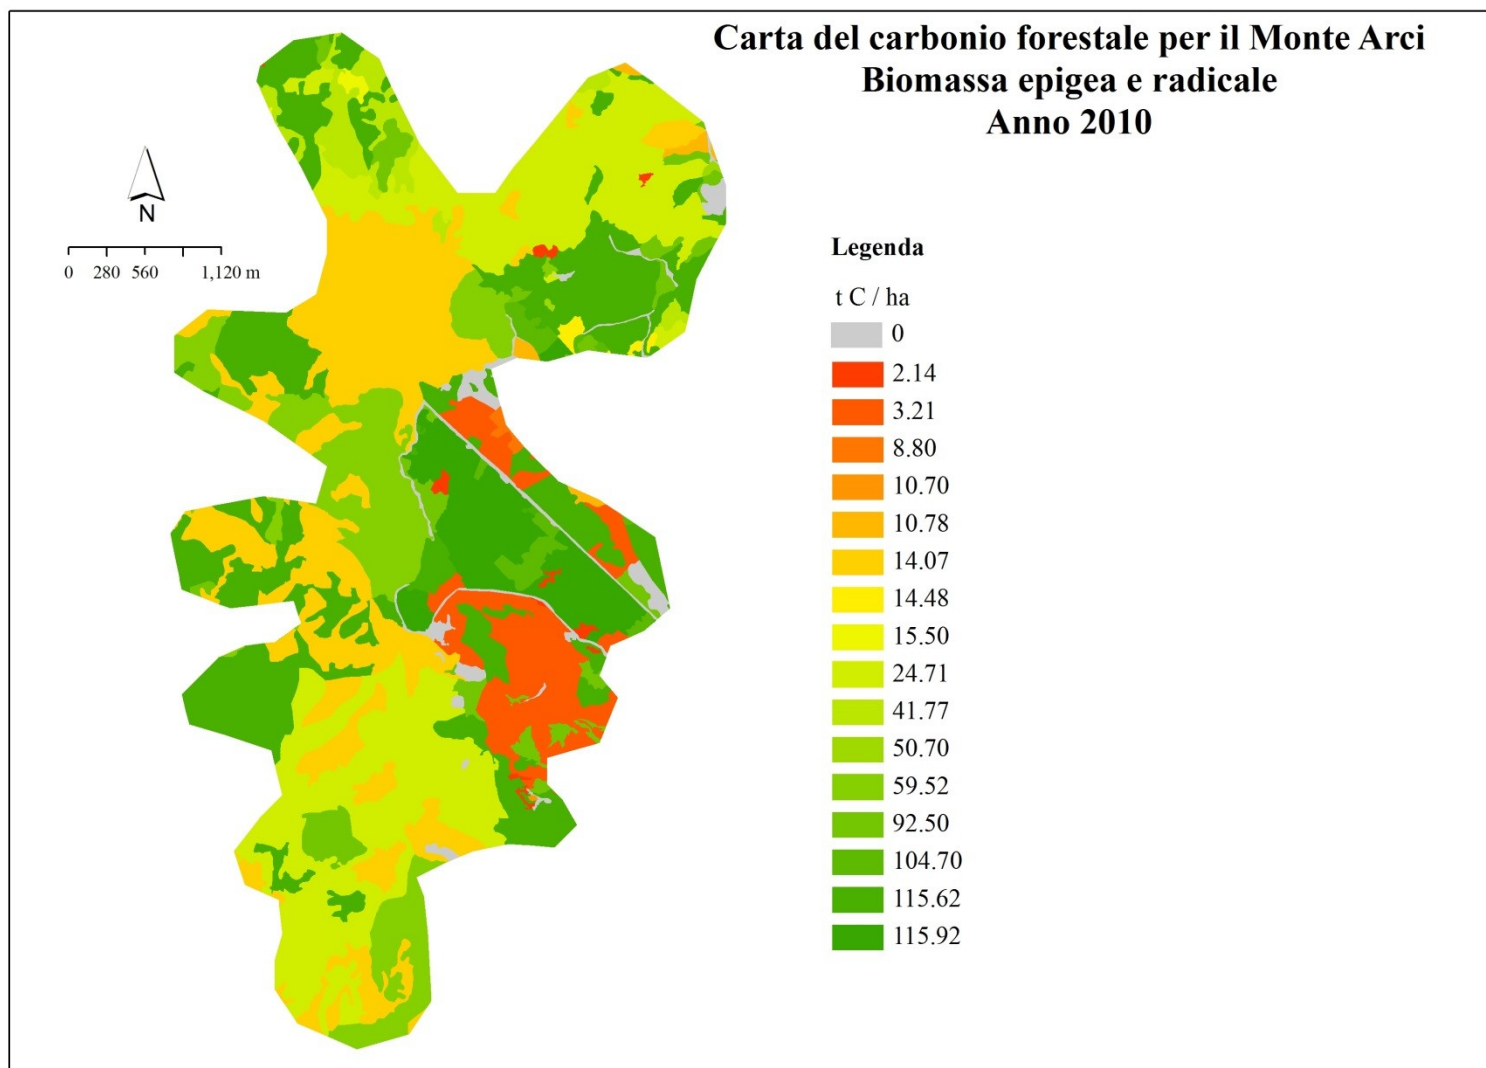 Carta del carbonio forestale per il Monte Arci
Biomassa epigea e radicale
Anno 2010
N
0 280 560 1,120 m
Legenda
t C / ha
0
2.14
3.21
8.80
10.70
10.78
14.07
14.48
15.50
24.71
41.77
50.70
59.52
92.50
104.70
115.62
115.92